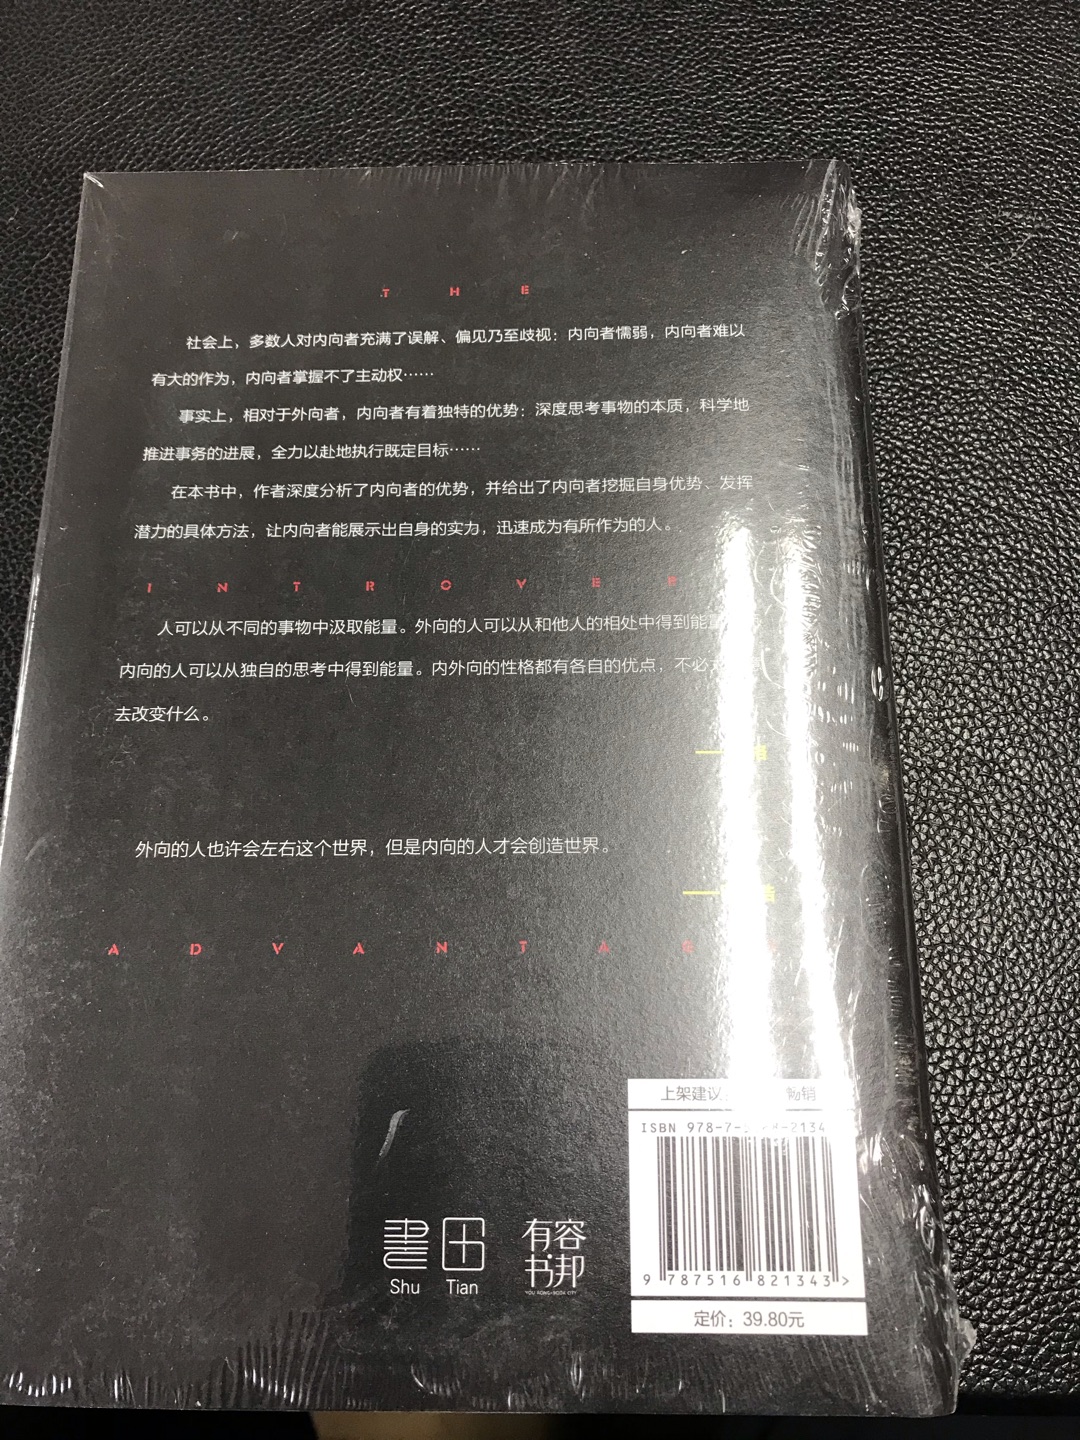 THE
社会上，多数人对内向者充满了误解、偏见乃至歧视：内向者懦弱，内向者难以
有大的作为，内向者掌握不了主动权……
事实上，相对于外向者，内向者有着独特的优势：深度思考事物的本质，科学地
推进事务的进展，全力以赴地执行既定目标……
在本书中，作者深度分析了内向者的优势，并给出了内向者挖掘自身优势、发挥
潜力的具体方法，让内向者能展示出自身的实力，迅速成为有所作为的人。
INTROVER
人可以从不同的事物中汲取能量。外向的人可以从和他人的相处中得到能
内向的人可以从独自的思考中得到能量。内外向的性格都有各自的优点，不必
去改变什么。
——
外向的人也许会左右这个世界，但是内向的人才会创造世界。
——
ADVANTA
上架建议 畅销
ISBN 978-7- -2134
9 787516 821343 >
定价：39.80元
書田
Shu Tian
有容
书邦
YOU RONG·BOOK CITY